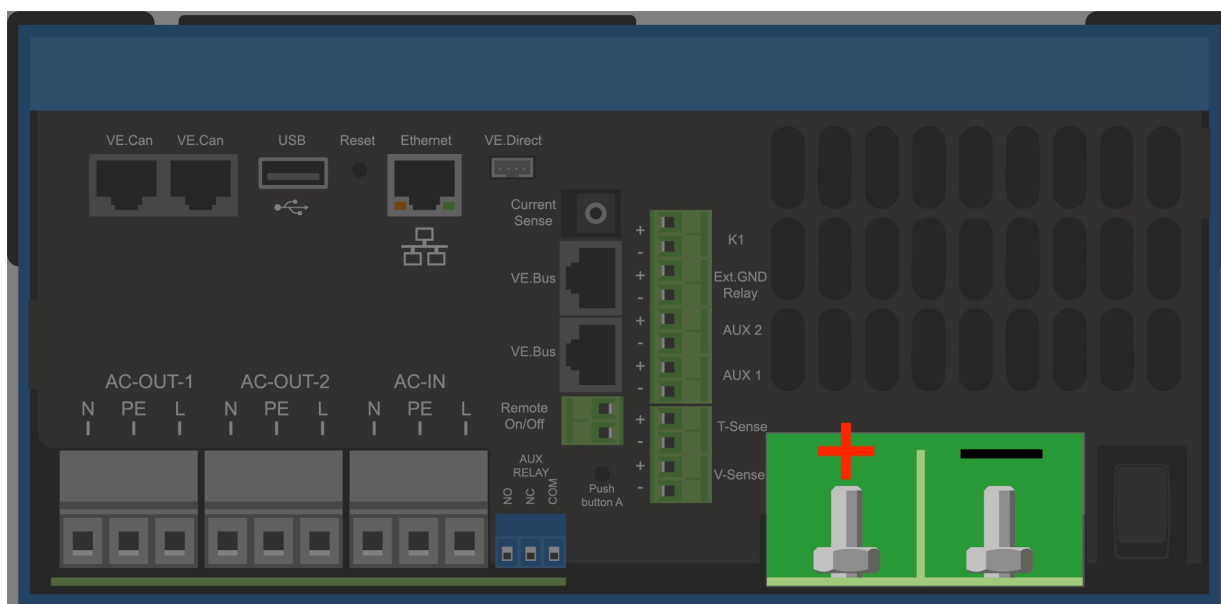 VE.Can VE.Can USB Reset Ethernet VE.Direct
Current
Sense
VE.Bus
VE.Bus
+ K1
-
+ Ext.GND
- Relay
+ AUX 2
-
+ AUX 1
-
AC-OUT-1 AC-OUT-2 AC-IN
N PE L N PE L N PE L
Remote
On/Off
+ T-Sense
-
+ V-Sense
-
AUX
RELAY
NO NC COM
Push
button A
+ −